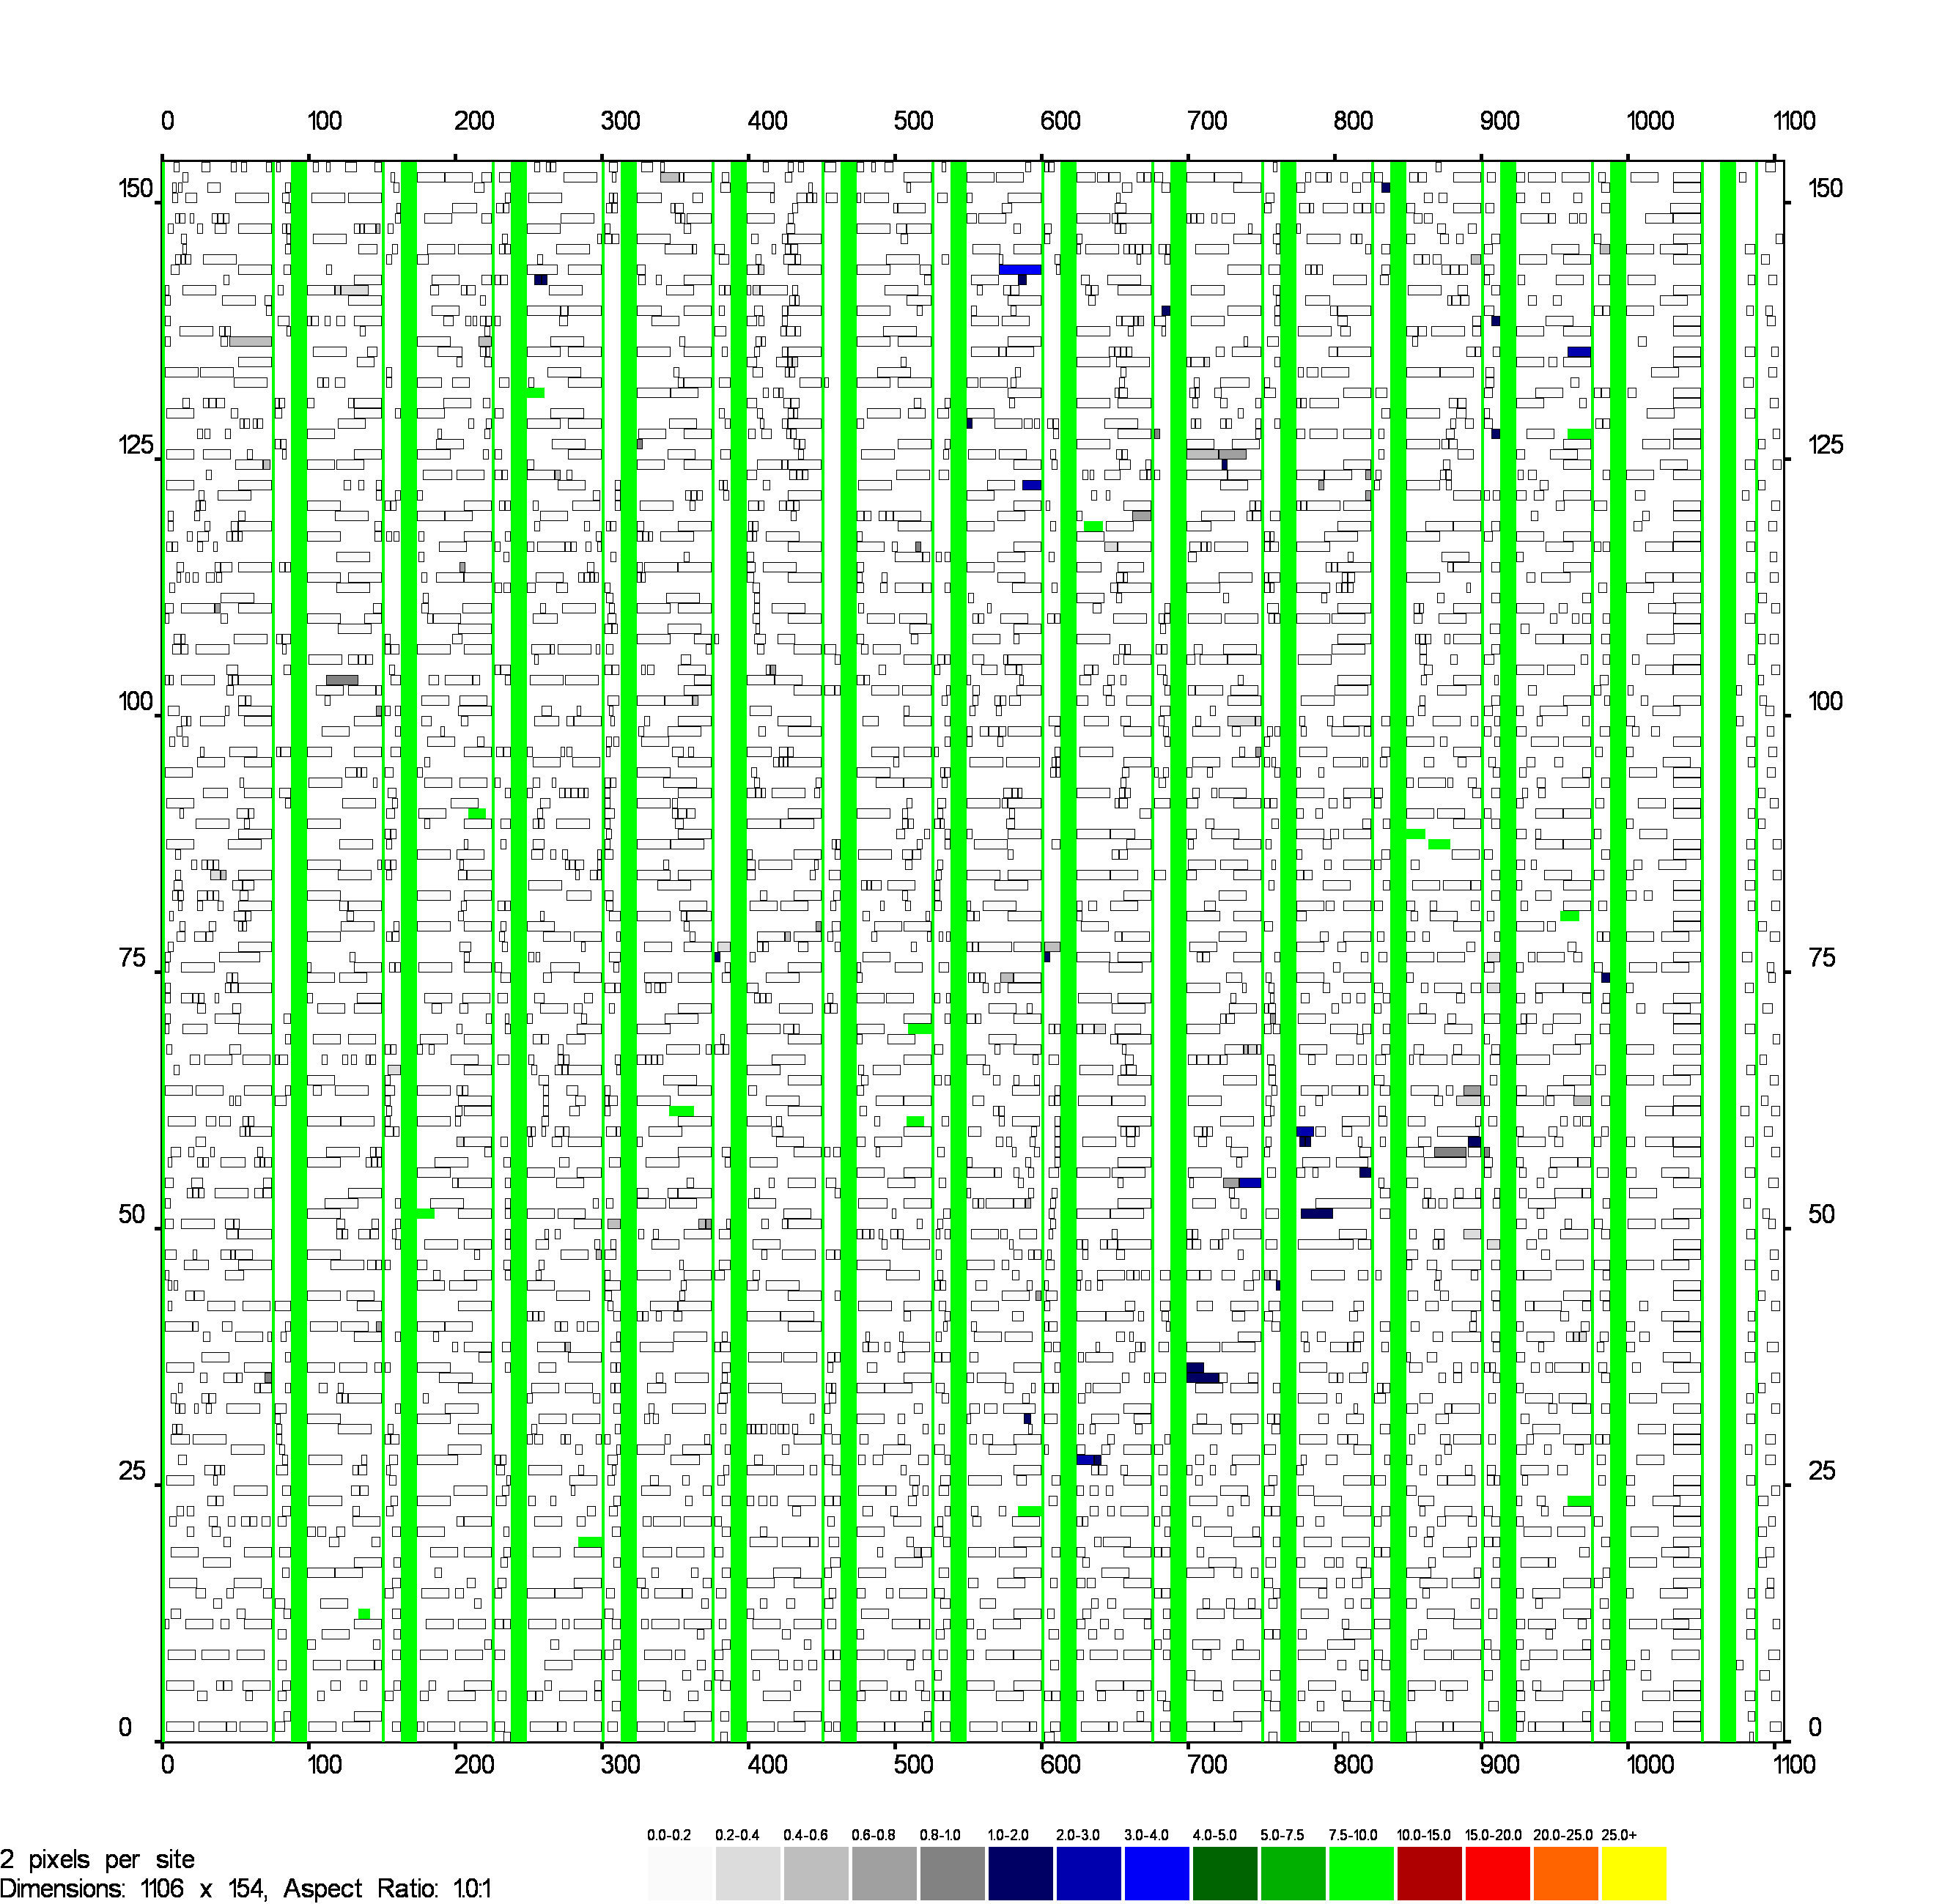 0 100 200 300 400 500 600 700 800 900 1000 1100
150 150
125 125
100 100
75 75
50 50
25 25
0 0
0 100 200 300 400 500 600 700 800 900 1000 1100
0.0-0.2 0.2-0.4 0.4-0.6 0.6-0.8 0.8-1.0 1.0-2.0 2.0-3.0 3.0-4.0 4.0-5.0 5.0-7.5 7.5-10.0 10.0-15.0 15.0-20.0 20.0-25.0 25.0+
2 pixels per site
Dimensions: 1106 x 154, Aspect Ratio: 10:1